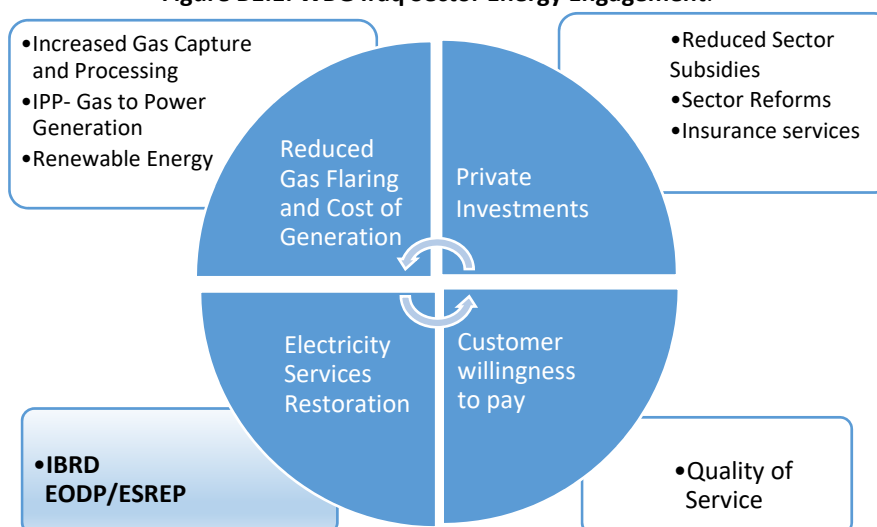 •Increased Gas Capture
and Processing
•IPP- Gas to Power
Generation
•Renewable Energy
•Reduced Sector
Subsidies
•Sector Reforms
•Insurance services
Reduced
Gas Flaring
and Cost of
Generation
Private
Investments
Electricity
Services
Restoration
Customer
willingness
to pay
•IBRD
EODP/ESREP
•Quality of
Service